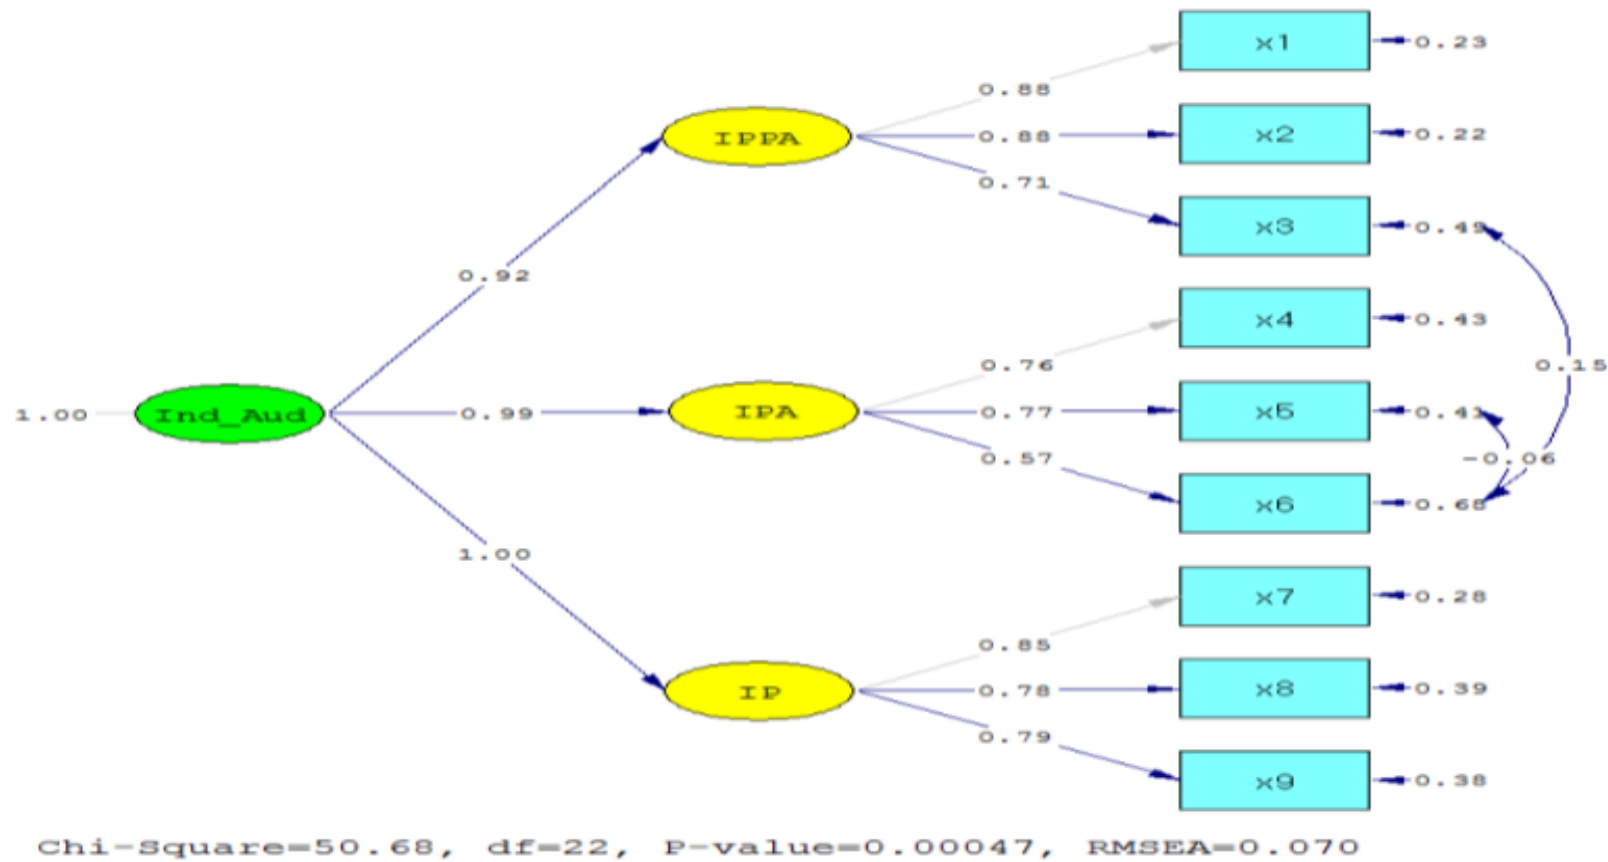 x1
0.23
0.88
IPPA
0.88
x2
0.22
0.71
x3
0.49
0.92
x4
0.43
0.76
0.15
1.00
Ind_Aud
0.99
IPA
0.77
x5
0.41
0.57
-0.06
x6
0.68
1.00
x7
0.28
0.85
IP
0.78
x8
0.39
0.79
x9
0.38
Chi-Square=50.68, df=22, P-value=0.00047, RMSEA=0.070